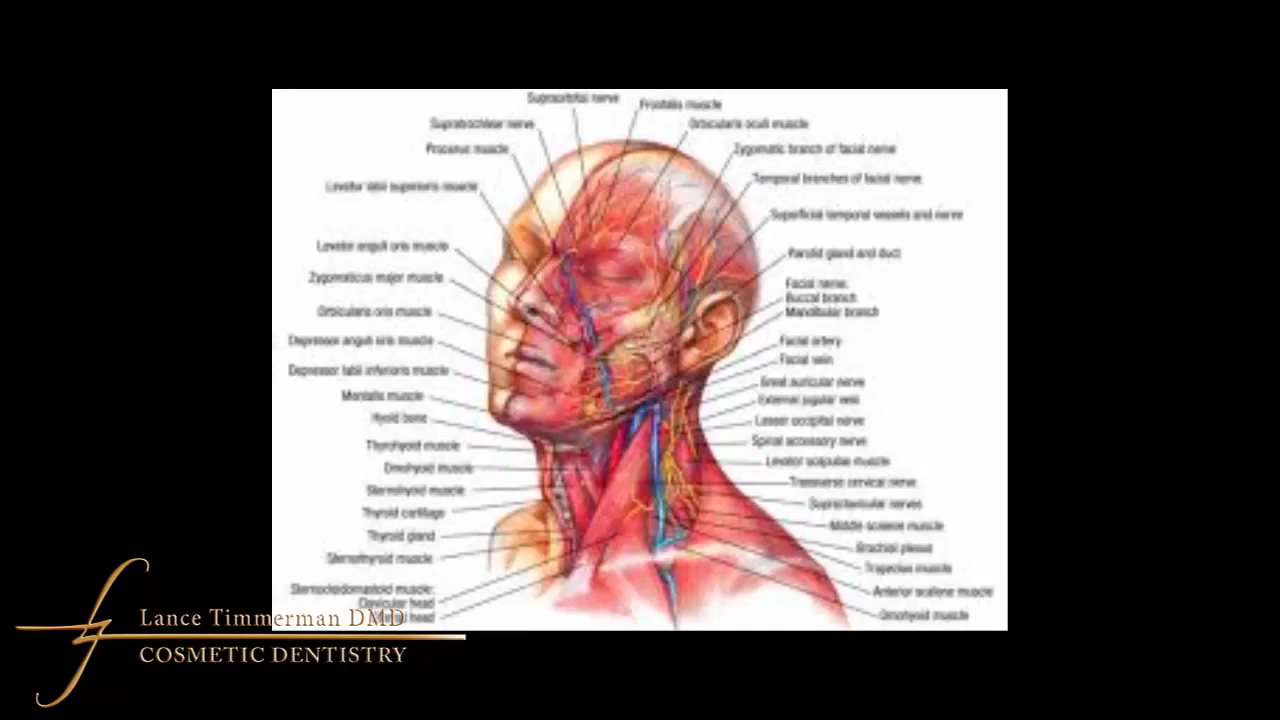 Supraorbital nerve
Frontalis muscle
Supratrochlear nerve
Orbicularis oculi muscle
Procerus muscle
Zygomatic branch of facial nerve
Temporal branches of facial nerve
Levator labii superioris muscle
Superficial temporal vessels and nerve
Levator anguli oris muscle
Parotid gland and duct
Zygomaticus major muscle
Facial nerve:
Buccal branch
Mandibular branch
Orbicularis oris muscle
Depressor anguli oris muscle
Facial artery
Facial vein
Depressor labii inferioris muscle
Great auricular nerve
Mentalis muscle
External jugular vein
Hyoid bone
Lesser occipital nerve
Thyrohyoid muscle
Spinal accessory nerve
Omohyoid muscle
Levator scapulae muscle
Sternohyoid muscle
Transverse cervical nerve
Thyroid cartilage
Supraclavicular nerves
Thyroid gland
Middle scalene muscle
Sternothyroid muscle
Brachial plexus
Trapezius muscle
Sternocleidomastoid muscle:
Anterior scalene muscle
Clavicular head
head
Omohyoid muscle
Lance Timmerman DMD
COSMETIC DENTISTRY